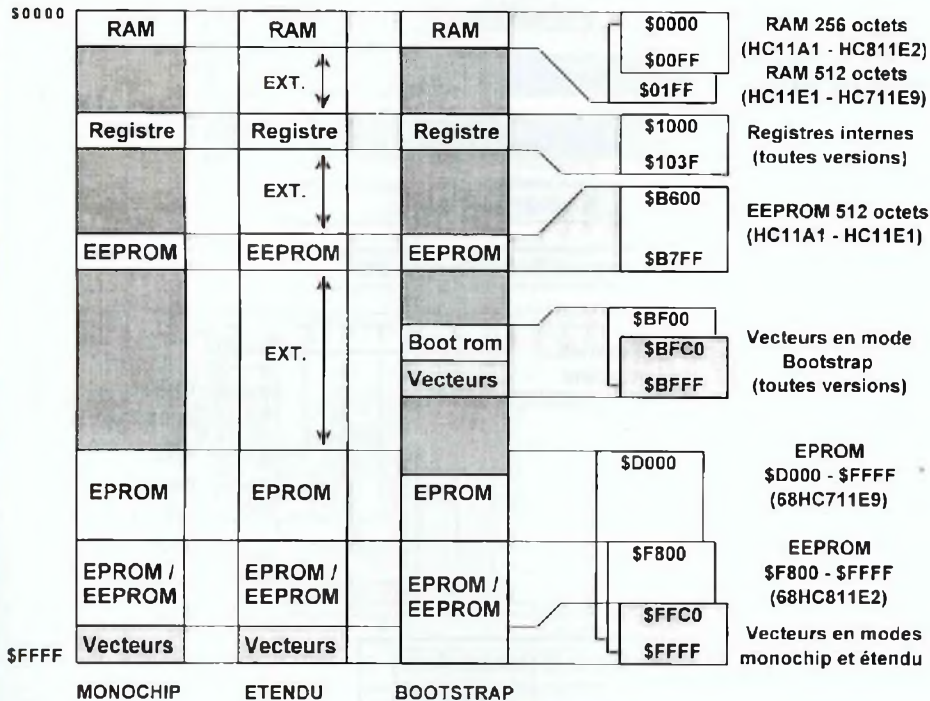 $0000
RAM
RAM
RAM
EXT.
Registre
Registre
Registre
EXT.
EEPROM
EEPROM
EEPROM
EXT.
Boot rom
Vecteurs
EPROM
EPROM
EPROM
EPROM /
EEPROM
EPROM /
EEPROM
EPROM /
EEPROM
Vecteurs
Vecteurs
$FFFF
MONOCHIP
ETENDU
BOOTSTRAP
$0000
$00FF
$01FF
RAM 256 octets
(HC11A1 - HC811E2)
RAM 512 octets
(HC11E1 - HC711E9)
$1000
$103F
Registres internes
(toutes versions)
$B600
$B7FF
EEPROM 512 octets
(HC11A1 - HC11E1)
$BF00
$BFC0
$BFFF
Vecteurs en mode
Bootstrap
(toutes versions)
$D000
EPROM
$D000 - $FFFF
(68HC711E9)
$F800
EEPROM
$F800 - $FFFF
(68HC811E2)
$FFC0
$FFFF
Vecteurs en modes
monochip et étendu